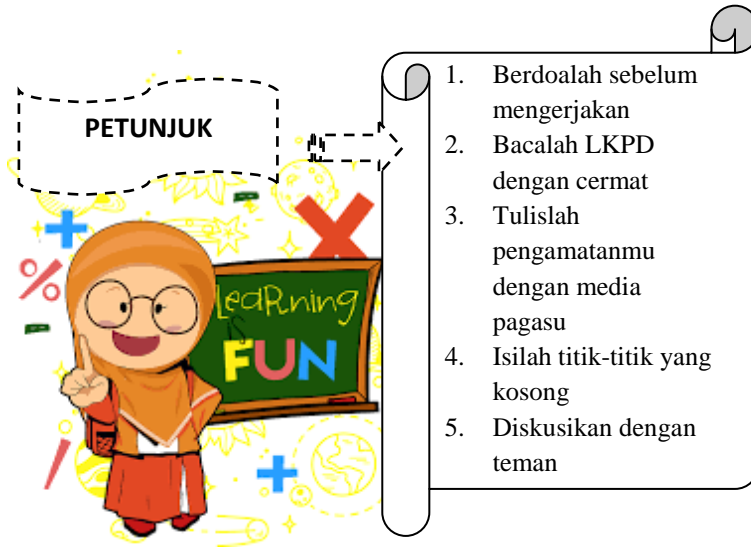 PETUNJUK
1. Berdoalah sebelum
mengerjakan
2. Bacalah LKPD
dengan cermat
3. Tulislah
pengamatanmu
dengan media
pagasu
4. Isilah titik-titik yang
kosong
5. Diskusikan dengan
teman
LeaRning
is
FUN